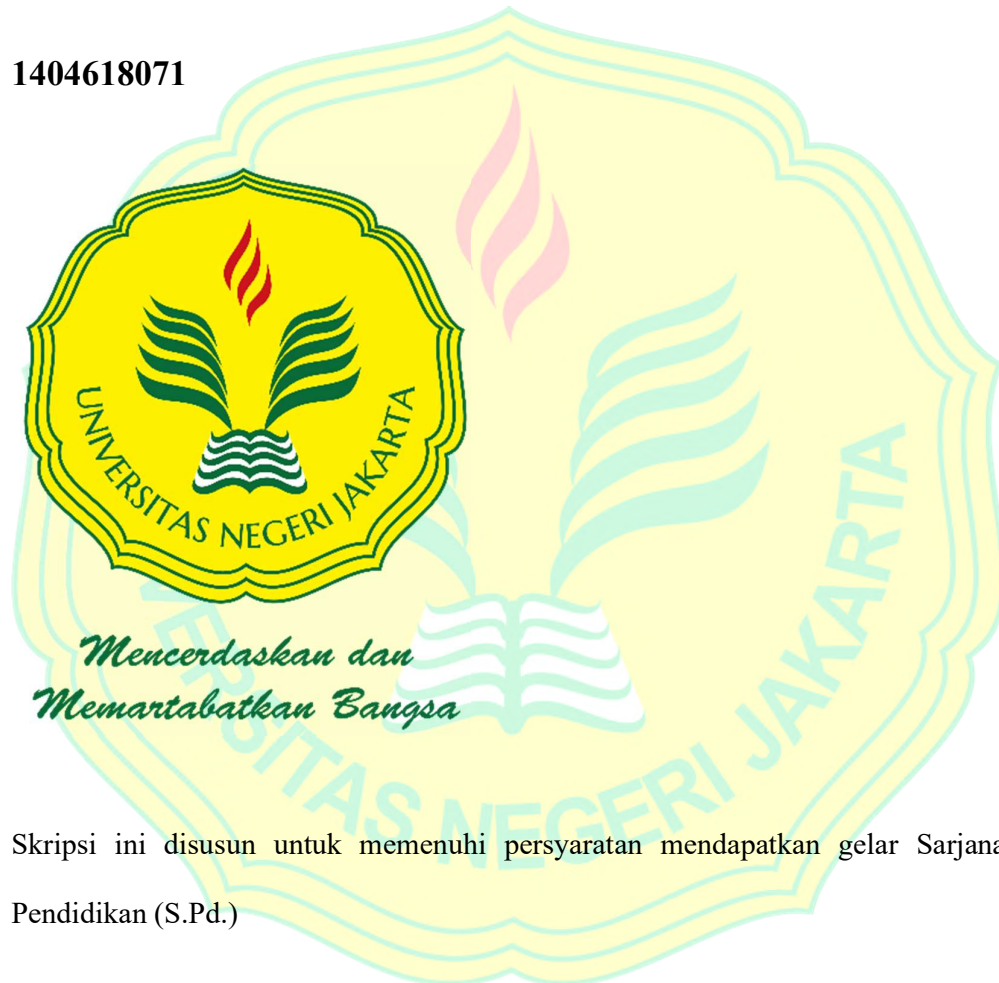 1404618071
UNIVERSITAS NEGERI JAKARTA
Mencerdaskan dan
Memartabatkan Bangsa
Skripsi ini disusun untuk memenuhi persyaratan mendapatkan gelar Sarjana
Pendidikan (S.Pd.)
VERSITAS NEGERI JAKARTA